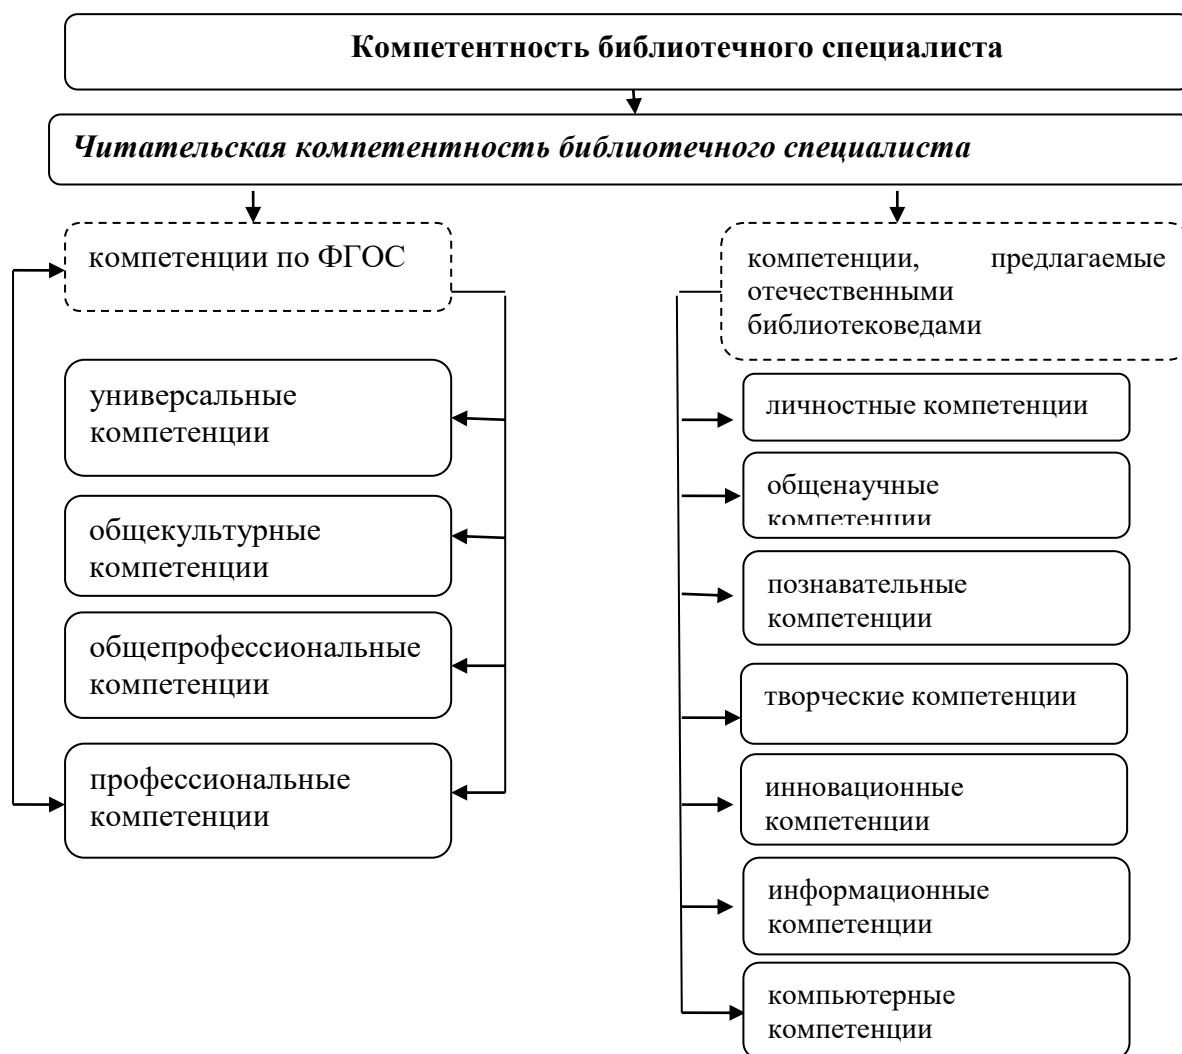 Компетентность библиотечного специалиста
Читательская компетентность библиотечного специалиста
компетенции по ФГОС
универсальные
компетенции
общекультурные
компетенции
общепрофессиональные
компетенции
профессиональные
компетенции
компетенции, предлагаемые
отечественными
библиотековедами
личностные компетенции
общенаучные
компетенции
познавательные
компетенции
творческие компетенции
инновационные
компетенции
информационные
компетенции
компьютерные
компетенции